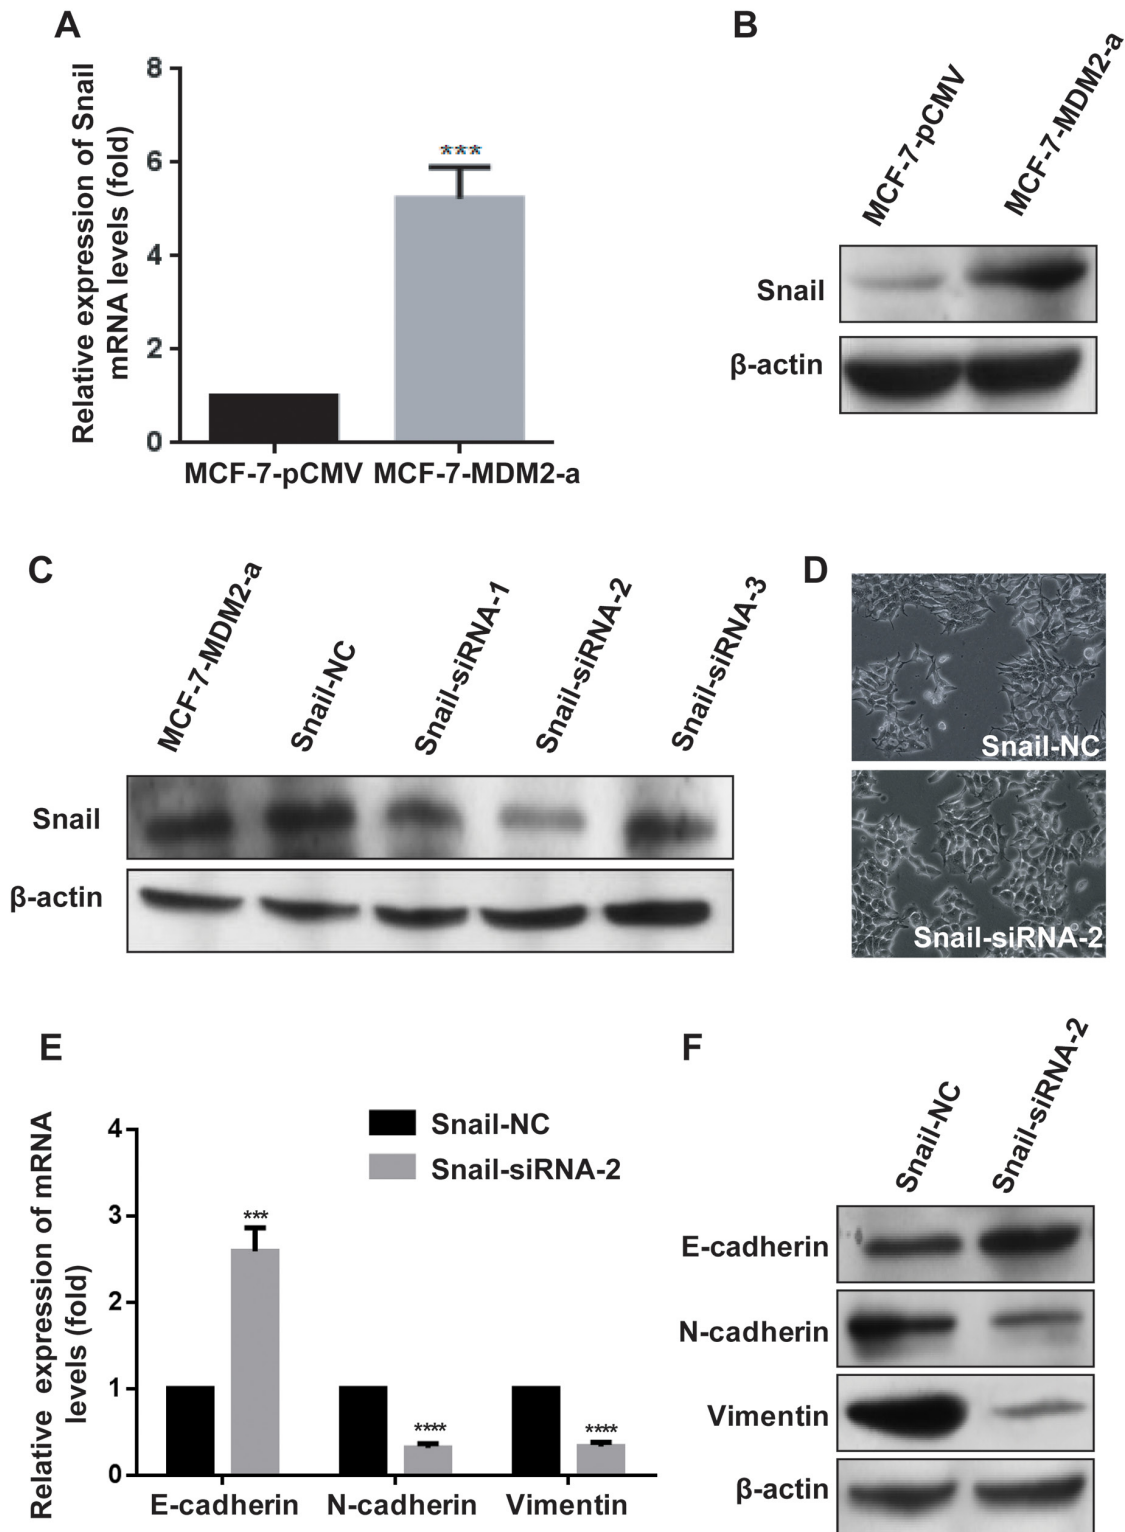 A
Relative expression of Snail
mRNA levels (fold)
8
6
4
2
0
***
MCF-7-pCMV MCF-7-MDM2-a
B
MCF-7-pCMV
MCF-7-MDM2-a
Snail
β-actin
C
MCF-7-MDM2-a
Snail-NC
Snail-siRNA-1
Snail-siRNA-2
Snail-siRNA-3
Snail
β-actin
D
Snail-NC
Snail-siRNA-2
E
Relative expression of mRNA
levels (fold)
4
3
2
1
0
Snail-NC
Snail-siRNA-2
***
****
****
E-cadherin N-cadherin Vimentin
F
Snail-NC
Snail-siRNA-2
E-cadherin
N-cadherin
Vimentin
β-actin